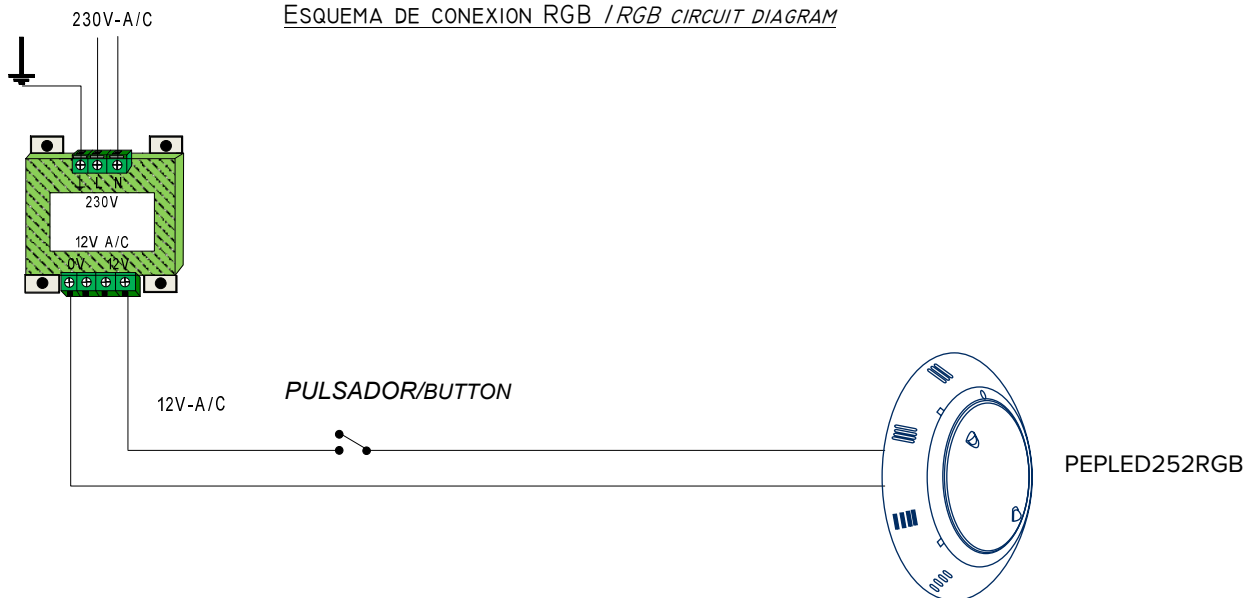 ESQUEMA DE CONEXION RGB / RGB CIRCUIT DIAGRAM
230V-A/C
L L N
230V
12V A/C
0V 12V
12V-A/C
PULSADOR/BUTTON
PEPLED252RGB